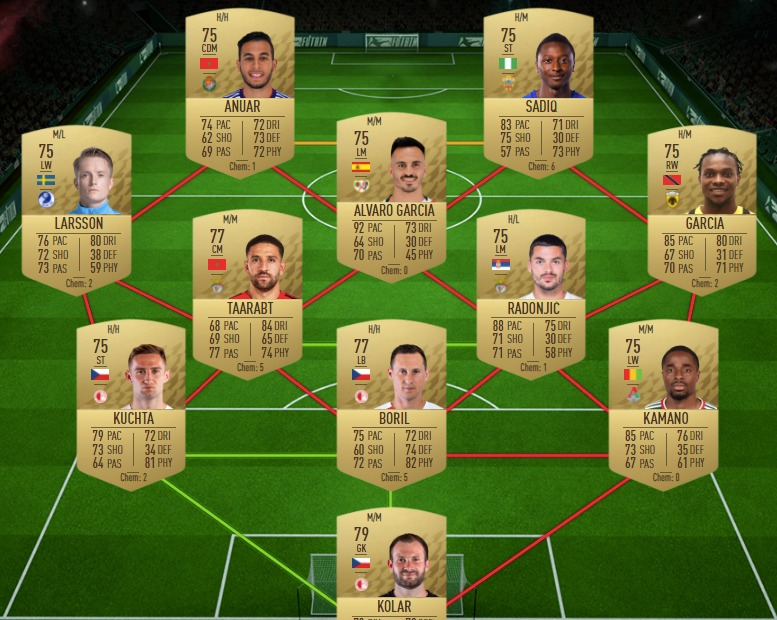 H/H
75
CDM
ANUAR
74 PAC 72 DRI
62 SHO 73 DEF
69 PAS 72 PHY
Chem: 1
H/M
75
ST
SADIQ
83 PAC 71 DRI
75 SHO 30 DEF
57 PAS 73 PHY
Chem: 6
M/L
75
LW
LARSSON
76 PAC 80 DRI
72 SHO 38 DEF
73 PAS 59 PHY
Chem: 2
M/M
75
LM
ALVARO GARCIA
92 PAC 73 DRI
64 SHO 30 DEF
70 PAS 45 PHY
Chem: 0
H/M
75
RW
GARCIA
85 PAC 80 DRI
67 SHO 31 DEF
70 PAS 71 PHY
Chem: 2
M/M
77
CM
TAARABT
68 PAC 84 DRI
69 SHO 65 DEF
77 PAS 74 PHY
Chem: 5
H/L
75
LM
RADONJIC
88 PAC 75 DRI
71 SHO 30 DEF
71 PAS 58 PHY
Chem: 1
H/H
75
ST
KUCHTA
79 PAC 72 DRI
73 SHO 34 DEF
64 PAS 81 PHY
Chem: 2
H/H
77
LB
BORIL
75 PAC 72 DRI
60 SHO 74 DEF
72 PAS 82 PHY
Chem: 5
M/M
75
LW
KAMANO
85 PAC 76 DRI
73 SHO 35 DEF
67 PAS 61 PHY
Chem: 0
M/M
79
GK
KOLAR